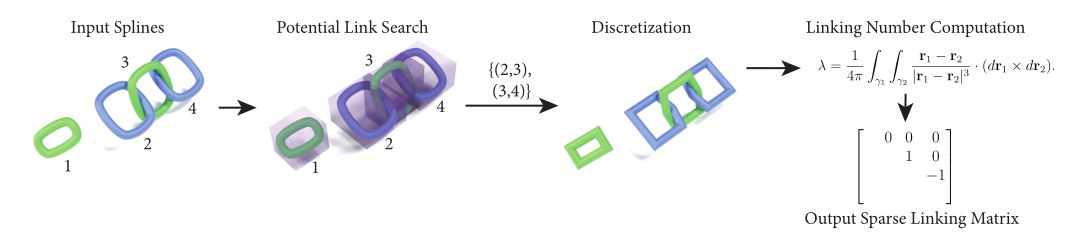 Input Splines
3
4
2
1
Potential Link Search
3
4
2
1
{(2,3),
(3,4)}
Discretization
Linking Number Computation
λ = 1/4π ∫γ₁ ∫γ₂ r₁ − r₂ / |r₁ − r₂|³ · (dr₁ × dr₂).
0 0 0
1 0
−1
Output Sparse Linking Matrix